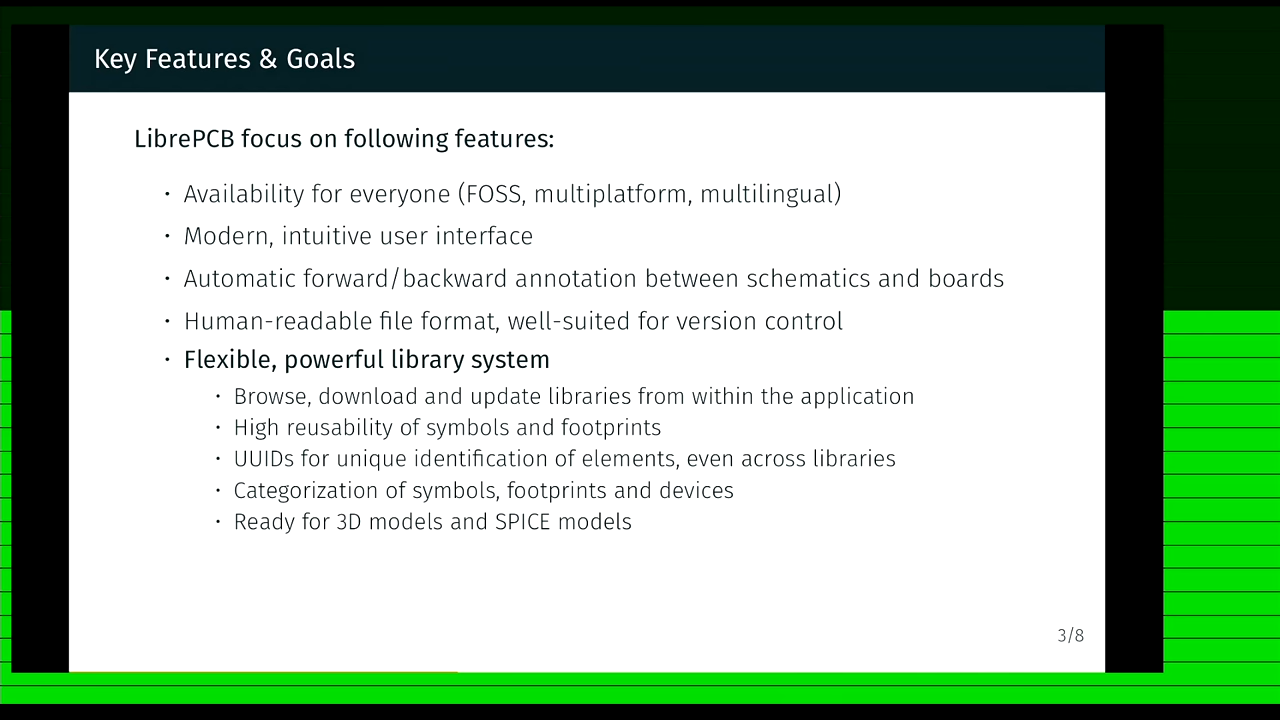 Key Features & Goals
LibrePCB focus on following features:
• Availability for everyone (FOSS, multiplatform, multilingual)
• Modern, intuitive user interface
• Automatic forward/backward annotation between schematics and boards
• Human-readable file format, well-suited for version control
• Flexible, powerful library system
• Browse, download and update libraries from within the application
• High reusability of symbols and footprints
• UUIDs for unique identification of elements, even across libraries
• Categorization of symbols, footprints and devices
• Ready for 3D models and SPICE models
3/8